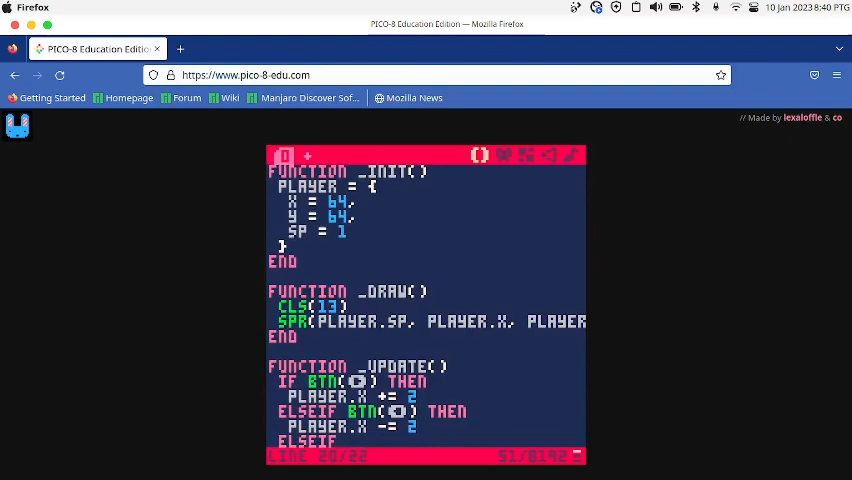 Firefox
10 Jan 2023 8:40 PTG
PICO-8 Education Edition — Mozilla Firefox
PICO-8 Education Edition
https://www.pico-8-edu.com
Getting Started
Homepage
Forum
Wiki
Manjaro Discover Sof...
Mozilla News
// Made by lexaloffle & co
0 +
FUNCTION _INIT()
PLAYER = {
X = 64,
Y = 64,
SP = 1
}
END
FUNCTION _DRAW()
CLS(13)
SPR(PLAYER.SP, PLAYER.X, PLAYER
END
FUNCTION _UPDATE()
IF BTN(➡️) THEN
PLAYER.X += 2
ELSEIF BTN(⬅️) THEN
PLAYER.X -= 2
ELSEIF
LINE 20/22
51/8192